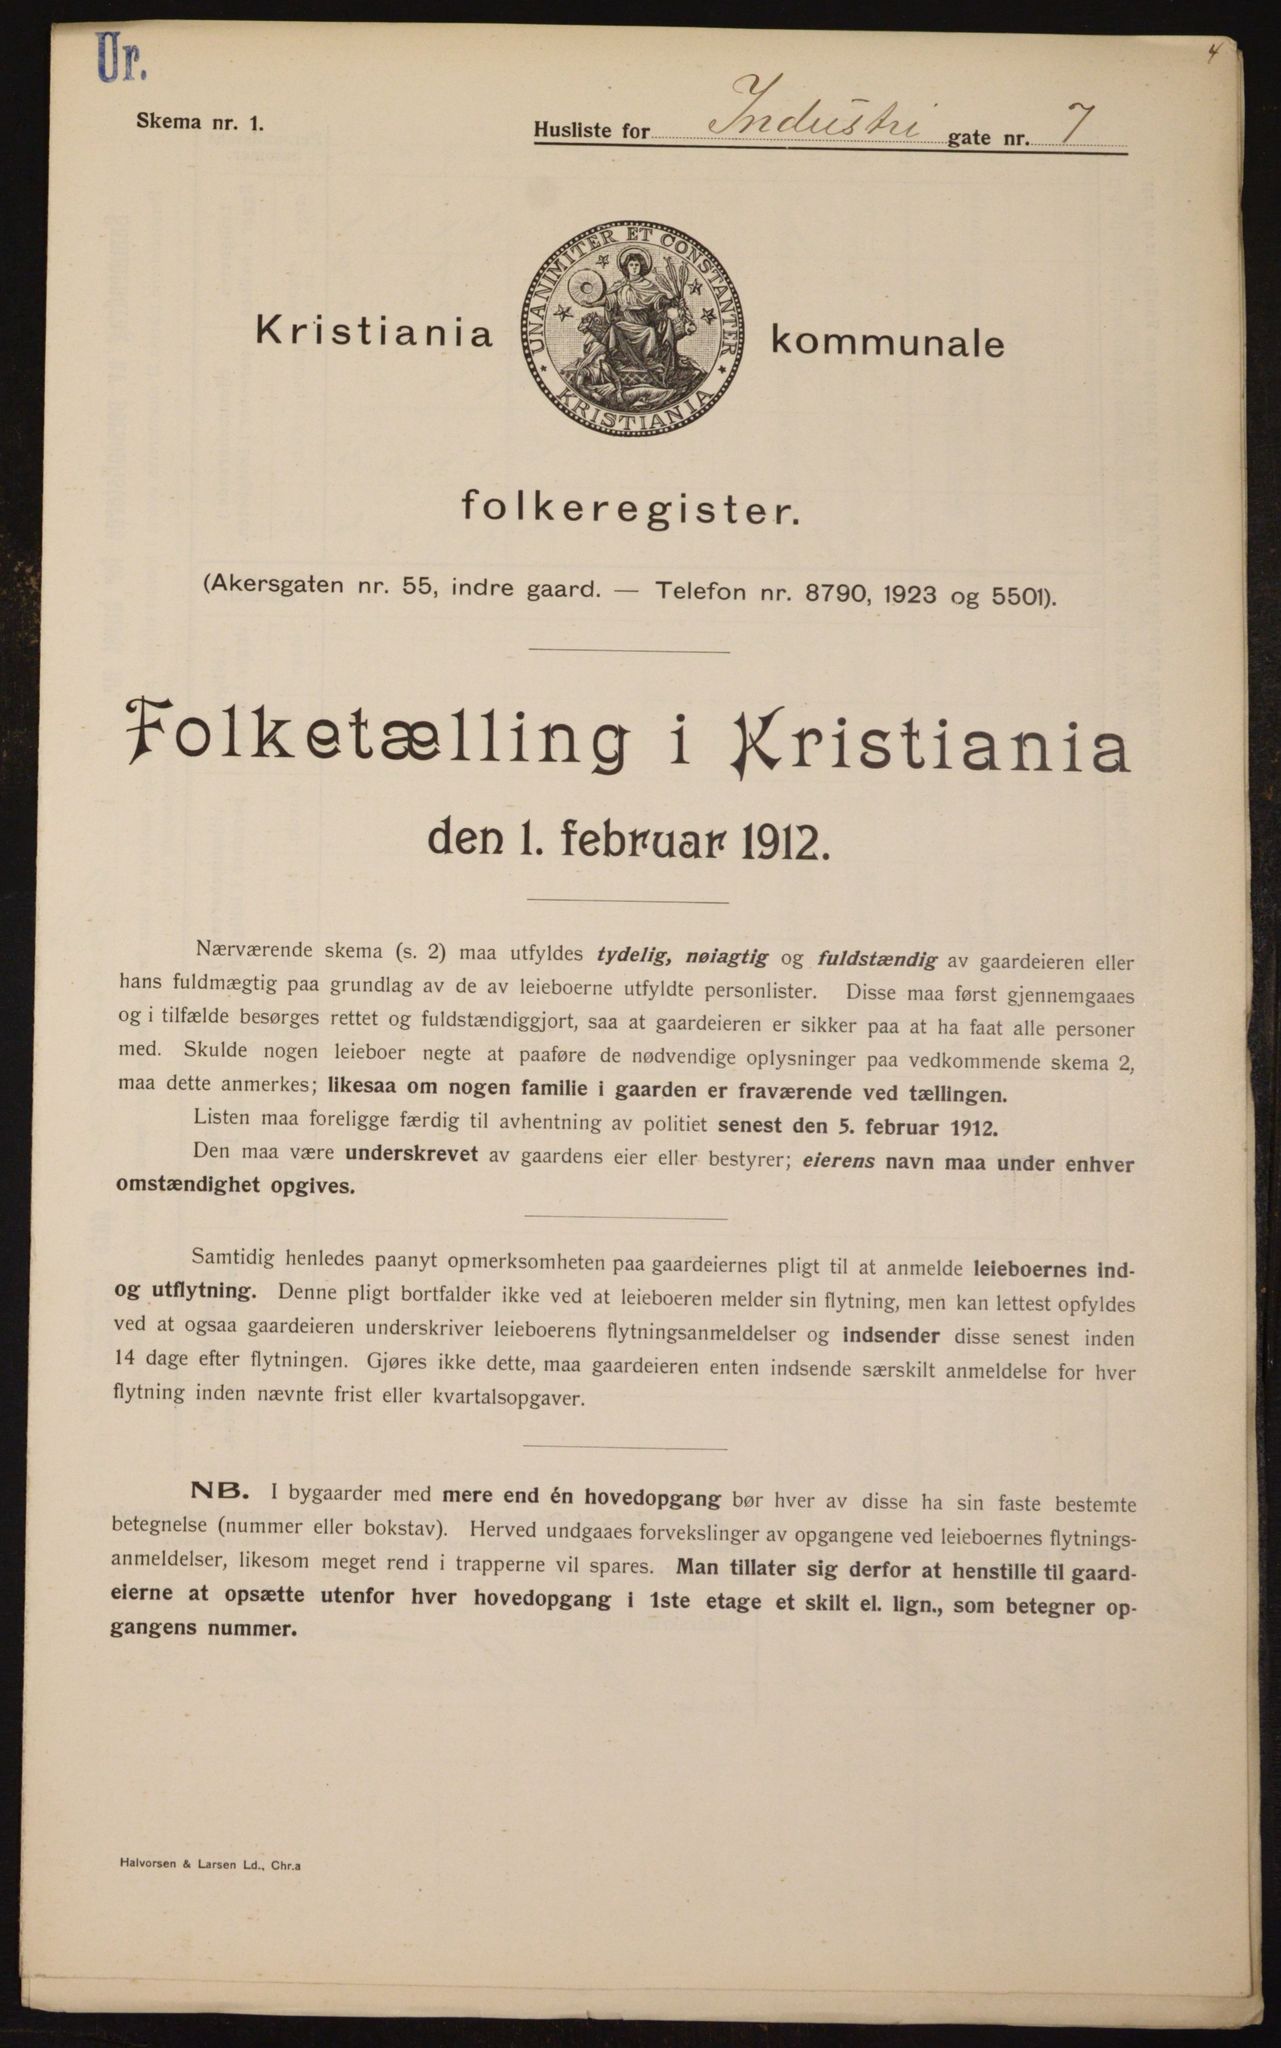 Ur.
4
Skema nr. 1.
Husliste for Industri gate nr. 7
UNANIMITER ET CONSTANTER
KRISTIANIA
Kristiania kommunale
folkeregister.
(Akersgaten nr. 55, indre gaard. — Telefon nr. 8790, 1923 og 5501).
Folketælling i Kristiania
den 1. februar 1912.
Nærværende skema (s. 2) maa utfyldes tydelig, nøiagtig og fuldstændig av gaardeieren eller
hans fuldmægtig paa grundlag av de av leieboerne utfyldte personlister. Disse maa først gjennemgaaes
og i tilfælde besørges rettet og fuldstændiggjort, saa at gaardeieren er sikker paa at ha faat alle personer
med. Skulde nogen leieboer negte at paaføre de nødvendige oplysninger paa vedkommende skema 2,
maa dette anmerkes; likesaa om nogen familie i gaarden er fraværende ved tællingen.
Listen maa foreligge færdig til avhentning av politiet senest den 5. februar 1912.
Den maa være underskrevet av gaardens eier eller bestyrer; eierens navn maa under enhver
omstændighet opgives.
Samtidig henledes paanyt opmerksomheten paa gaardeiernes pligt til at anmelde leieboernes ind-
og utflytning. Denne pligt bortfalder ikke ved at leieboeren melder sin flytning, men kan lettest opfyldes
ved at ogsaa gaardeieren underskriver leieboerens flytningsanmeldelser og indsender disse senest inden
14 dage efter flytningen. Gjøres ikke dette, maa gaardeieren enten indsende særskilt anmeldelse for hver
flytning inden nævnte frist eller kvartalsopgaver.
NB. I bygaarder med mere end én hovedopgang bør hver av disse ha sin faste bestemte
betegnelse (nummer eller bokstav). Herved undgaaes forvekslinger av opgangene ved leieboernes flytnings-
anmeldelser, likesom meget rend i trapperne vil spares. Man tillater sig derfor at henstille til gaard-
eierne at opsætte utenfor hver hovedopgang i 1ste etage et skilt el. lign., som betegner op-
gangens nummer.
Halvorsen & Larsen Ld., Chr.a